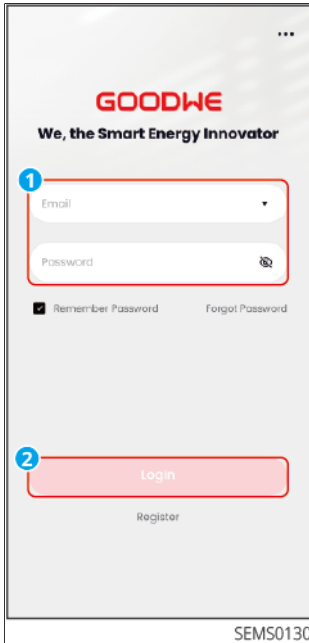 ...
GOODWE
We, the Smart Energy Innovator
1
Email
Password
Remember Password Forgot Password
2
Login
Register
SEMS0130